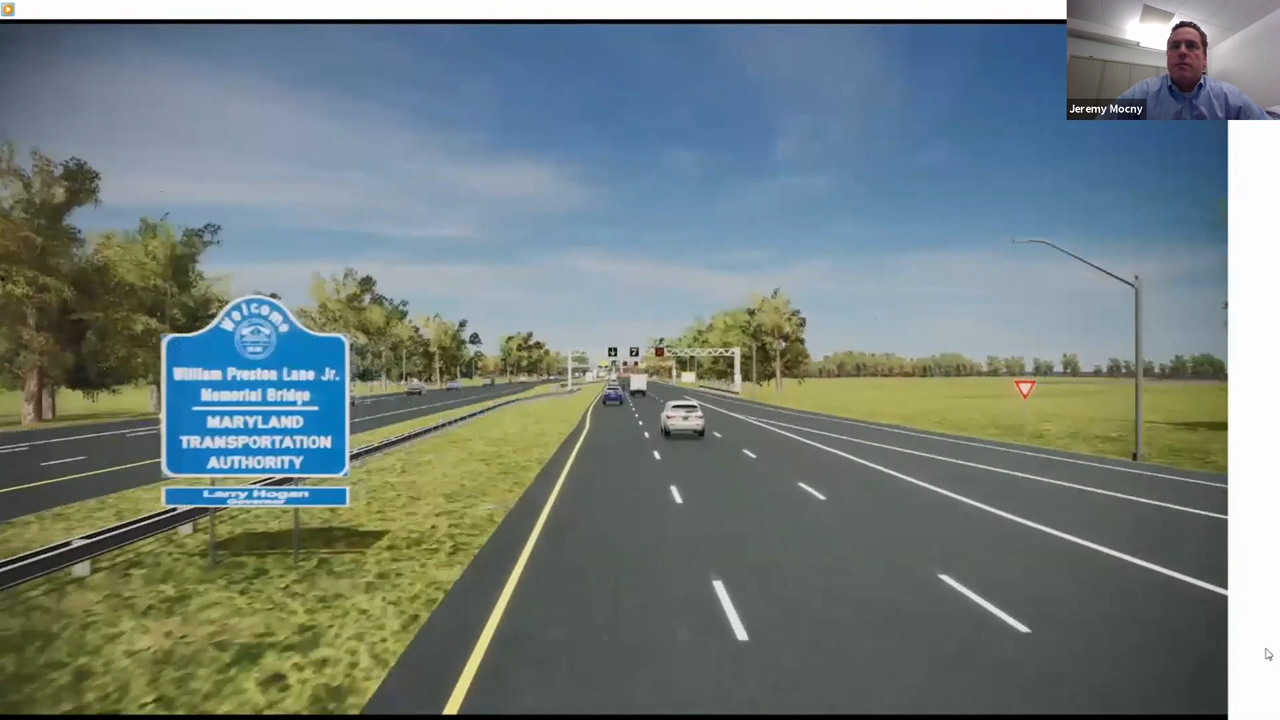 Jeremy Mocny
Welcome
William Preston Lane Jr.
Memorial Bridge
MARYLAND
TRANSPORTATION
AUTHORITY
Larry Hogan
Governor